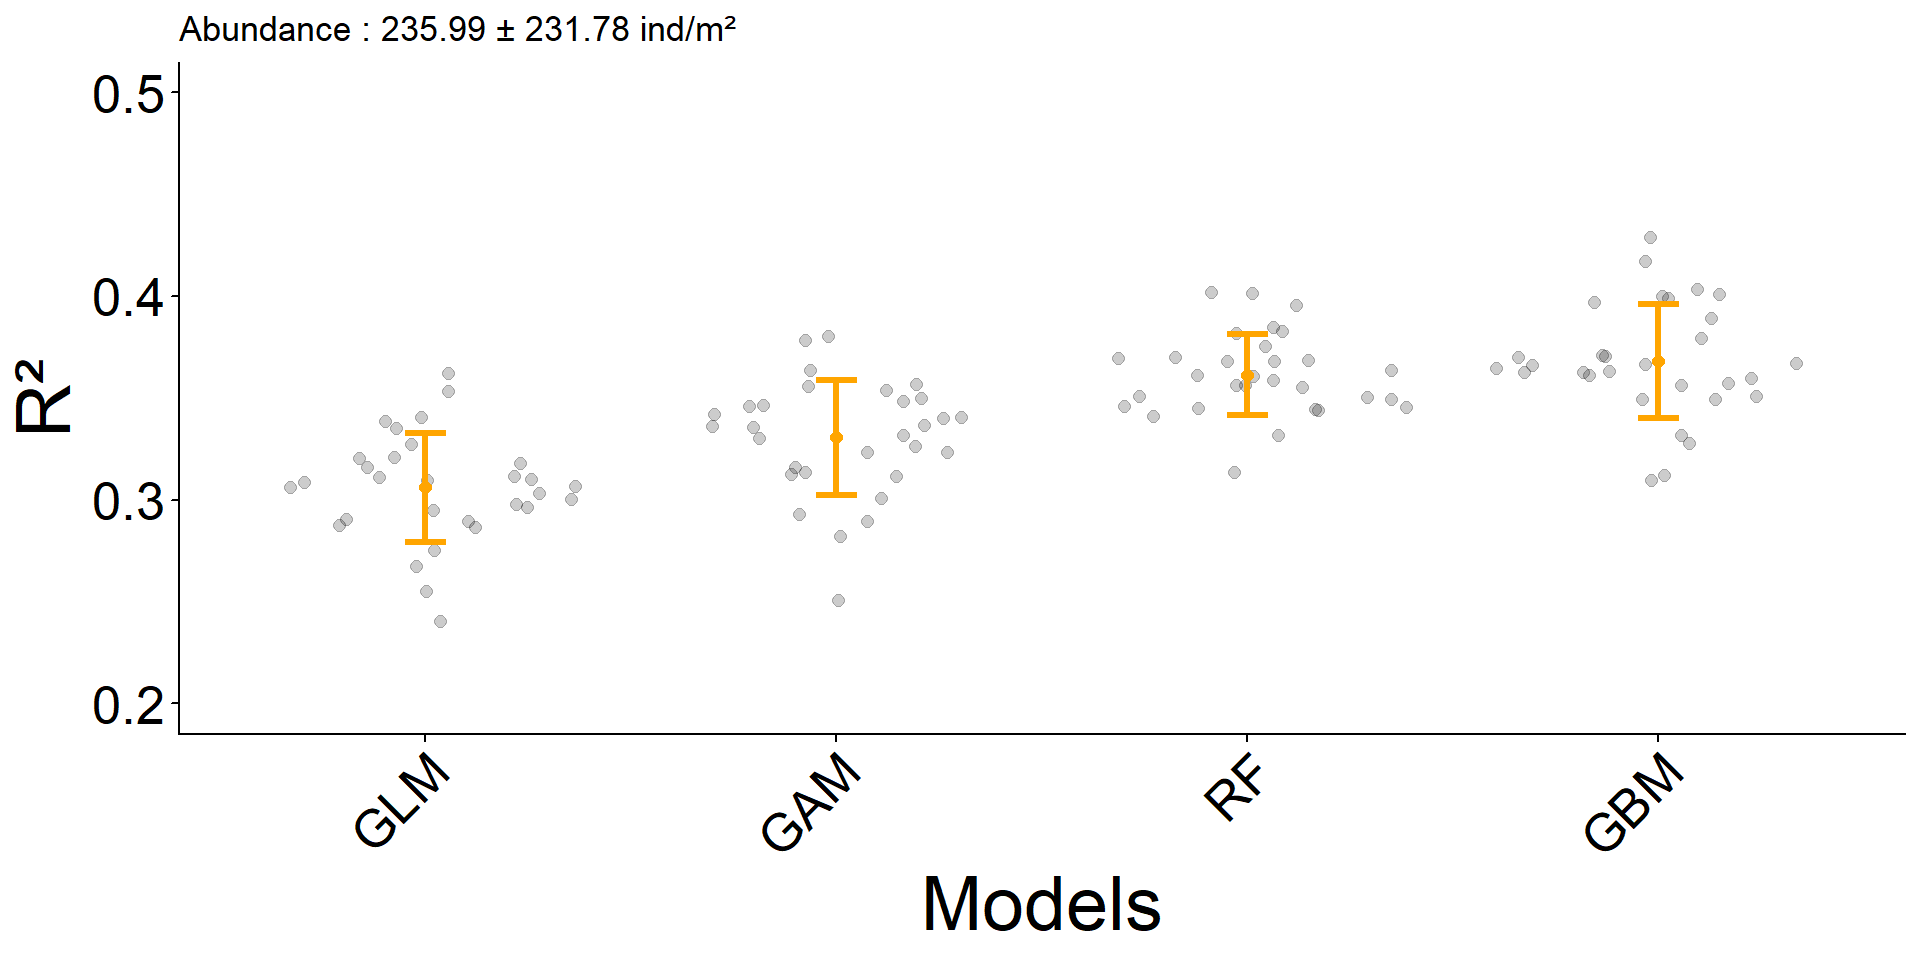 Abundance : 235.99 ± 231.78 ind/m²
0.5
0.4
0.3
0.2
R²
GLM
GAM
RF
GBM
Models